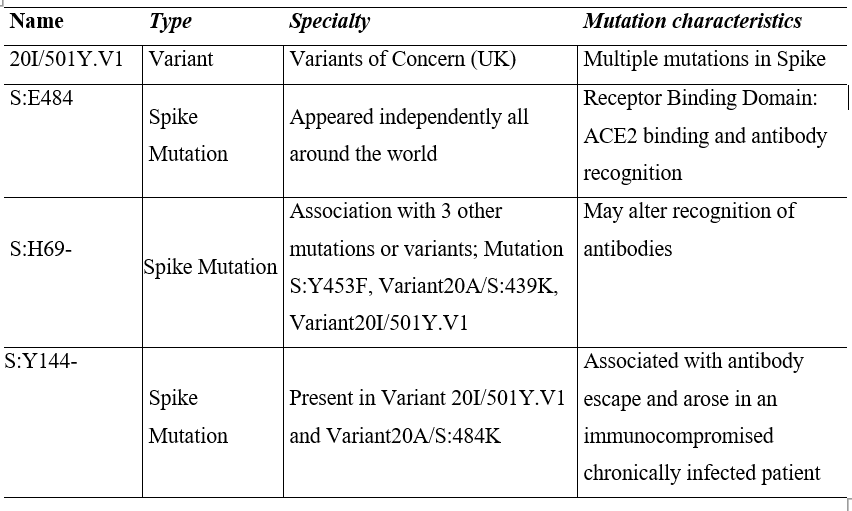 Name Type Specialty Mutation characteristics
20I/501Y.V1 Variant Variants of Concern (UK) Multiple mutations in Spike
S:E484
Spike
Mutation
Appeared independently all
around the world
Receptor Binding Domain:
ACE2 binding and antibody
recognition
S:H69-
Spike Mutation
Association with 3 other
mutations or variants; Mutation
S:Y453F, Variant20A/S:439K,
Variant20I/501Y.V1
May alter recognition of
antibodies
S:Y144-
Spike
Mutation
Present in Variant 20I/501Y.V1
and Variant20A/S:484K
Associated with antibody
escape and arose in an
immunocompromised
chronically infected patient